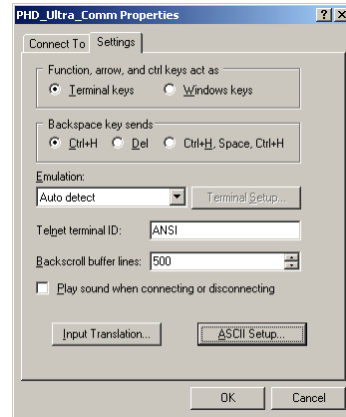 PHD_Ultra_Comm Properties
Connect To Settings
Function, arrow, and ctrl keys act as
Terminal keys Windows keys
Backspace key sends
Ctrl+H Del Ctrl+H, Space, Ctrl+H
Emulation:
Auto detect Terminal Setup...
Telnet terminal ID: ANSI
Backscroll buffer lines: 500
Play sound when connecting or disconnecting
Input Translation... ASCII Setup...
OK Cancel